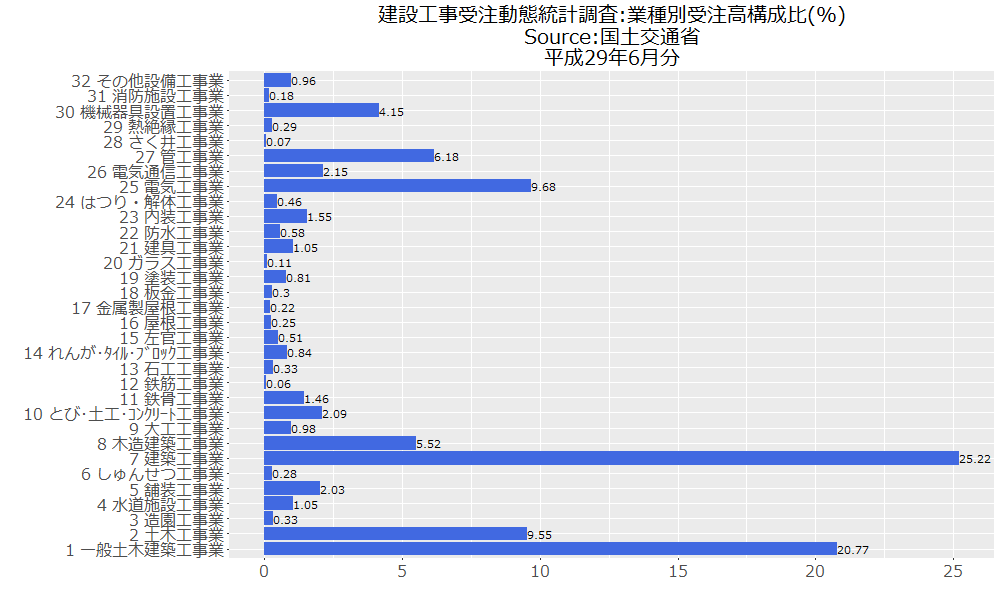 建設工事受注動態統計調査:業種別受注高構成比(%)
Source:国土交通省
平成29年6月分
32 その他設備工事業 0.96
31 消防施設工事業 0.18
30 機械器具設置工事業 4.15
29 熱絶縁工事業 0.29
28 さく井工事業 0.07
27 管工事業 6.18
26 電気通信工事業 2.15
25 電気工事業 9.68
24 はつり・解体工事業 0.46
23 内装工事業 1.55
22 防水工事業 0.58
21 建具工事業 1.05
20 ガラス工事業 0.11
19 塗装工事業 0.81
18 板金工事業 0.3
17 金属製屋根工事業 0.22
16 屋根工事業 0.25
15 左官工事業 0.51
14 れんが･ﾀｲﾙ･ﾌﾞﾛｯｸ工事業 0.84
13 石工工事業 0.33
12 鉄筋工事業 0.06
11 鉄骨工事業 1.46
10 とび･土工･ｺﾝｸﾘｰﾄ工事業 2.09
9 大工工事業 0.98
8 木造建築工事業 5.52
7 建築工事業 25.22
6 しゅんせつ工事業 0.28
5 舗装工事業 2.03
4 水道施設工事業 1.05
3 造園工事業 0.33
2 土木工事業 9.55
1 一般土木建築工事業 20.77
0 5 10 15 20 25